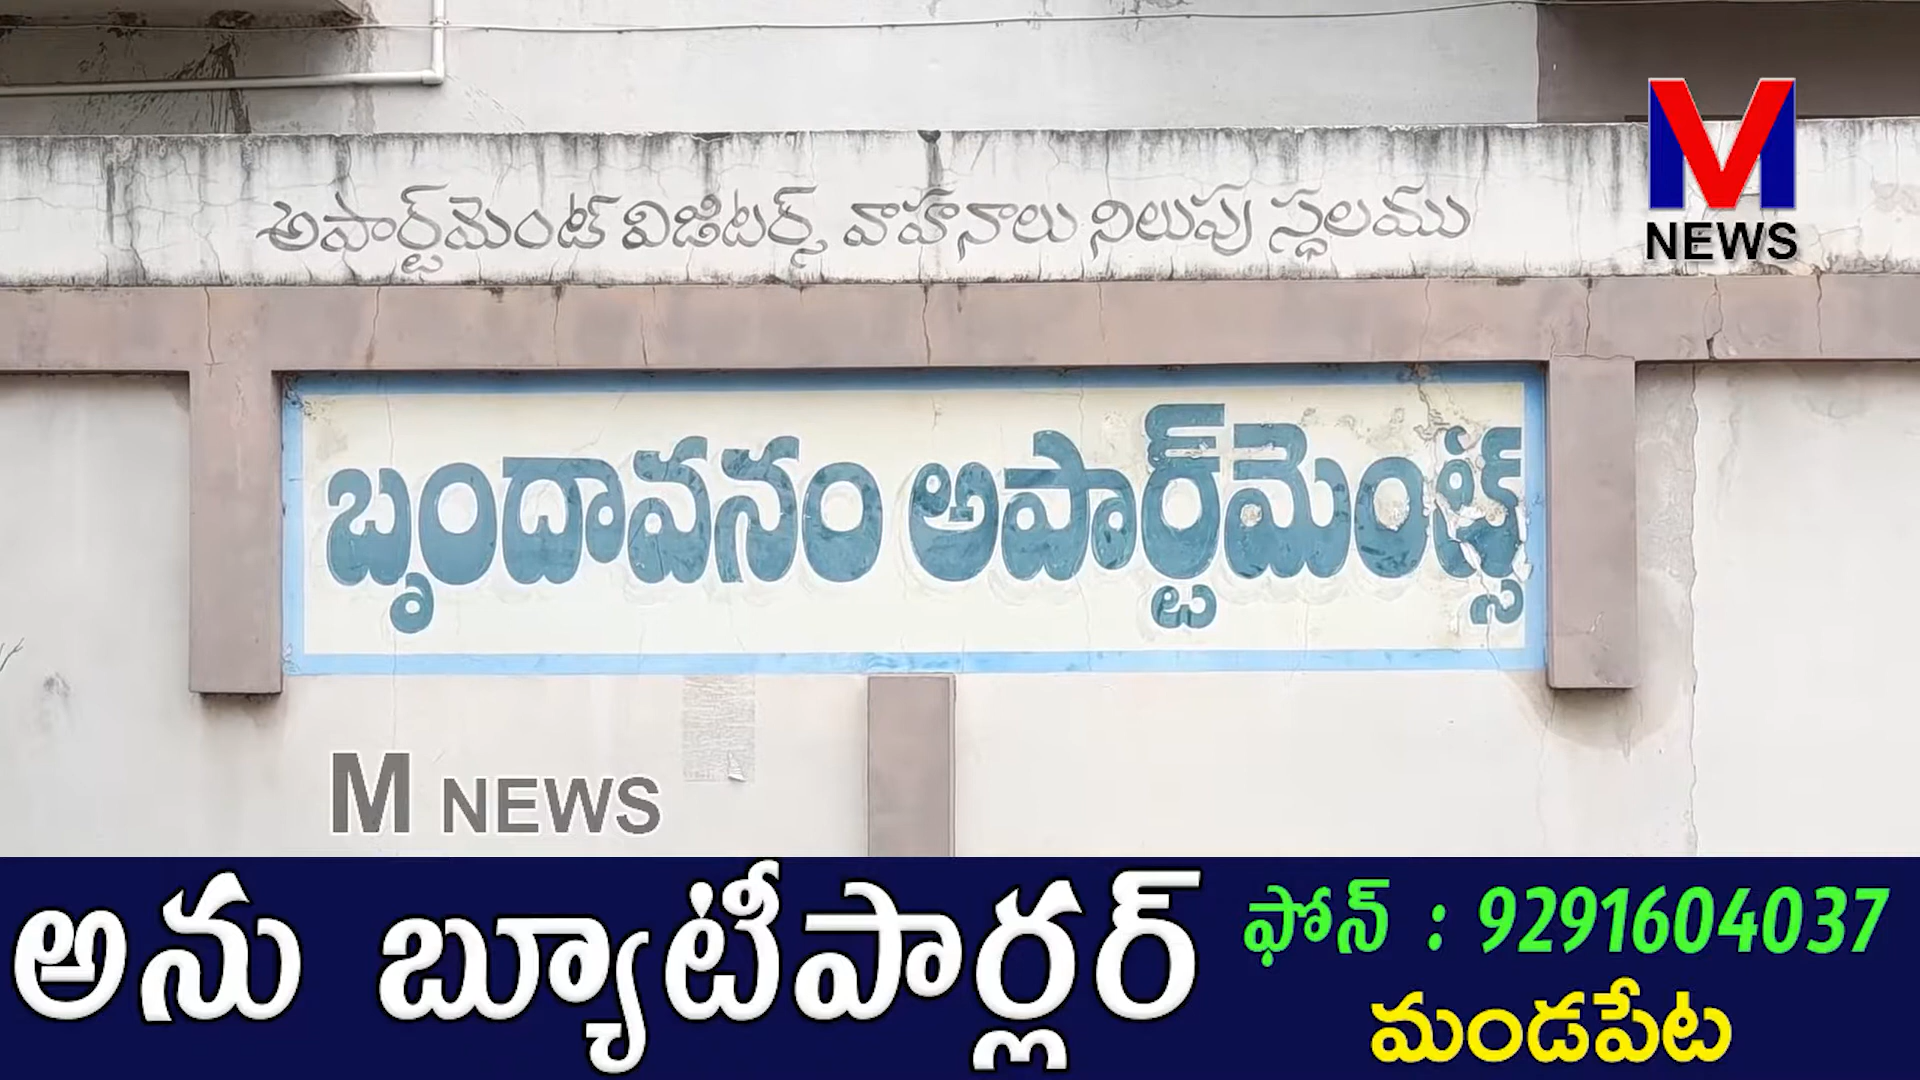 M
NEWS
అపార్ట్‌మెంట్ విజిటర్స్ వాహనాలు నిలుపు స్థలము
బృందావనం అపార్ట్‌మెంట్స్
M NEWS
అను బ్యూటీపార్లర్
ఫోన్ : 9291604037
మండపేట